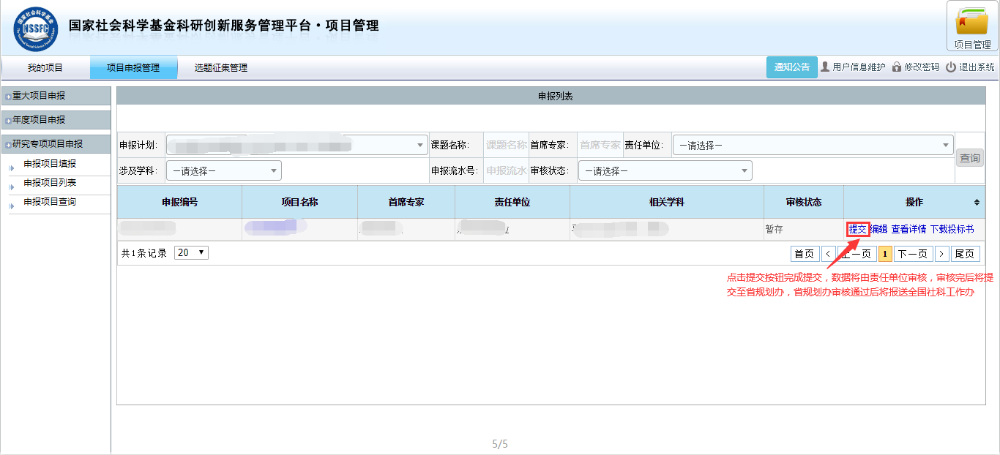 国家社会科学基金
NSSFC
国家社会科学基金科研创新服务管理平台·项目管理
项目管理
我的项目 项目申报管理 选题征集管理 通知公告 用户信息维护 修改密码 退出系统
重大项目申报
年度项目申报
研究专项项目申报
申报项目填报
申报项目列表
申报项目查询
申报列表
申报计划: 课题名称: 课题名称 首席专家: 首席专家 责任单位: --请选择-- 查询
涉及学科: --请选择-- 申报流水号: 申报流水 审核状态: --请选择--
申报编号 项目名称 首席专家 责任单位 相关学科 审核状态 操作
暂存 提交 编辑 查看详情 下载投标书
共1条记录 20 首页 < 上一页 1 下一页 > 尾页
点击提交按钮完成提交，数据将由责任单位审核，审核完后将提
交至省规划办，省规划办审核通过后将报送全国社科工作办
5/5